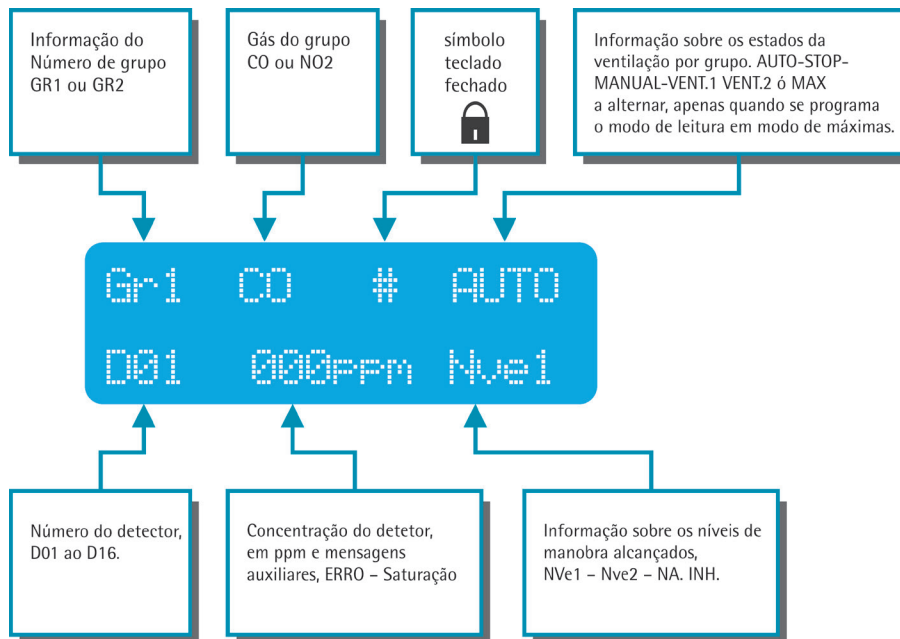 Informação do
Número de grupo
GR1 ou GR2
Gás do grupo
CO ou NO2
símbolo
teclado
fechado
Informação sobre os estados da
ventilação por grupo. AUTO-STOP-
MANUAL-VENT.1 VENT.2 ó MAX
a alternar, apenas quando se programa
o modo de leitura em modo de máximas.
Gr1 CO # AUTO
D01 000ppm Nve1
Número do detector,
D01 ao D16.
Concentração do detetor,
em ppm e mensagens
auxiliares, ERRO – Saturação
Informação sobre os níveis de
manobra alcançados,
NVe1 – Nve2 – NA. INH.